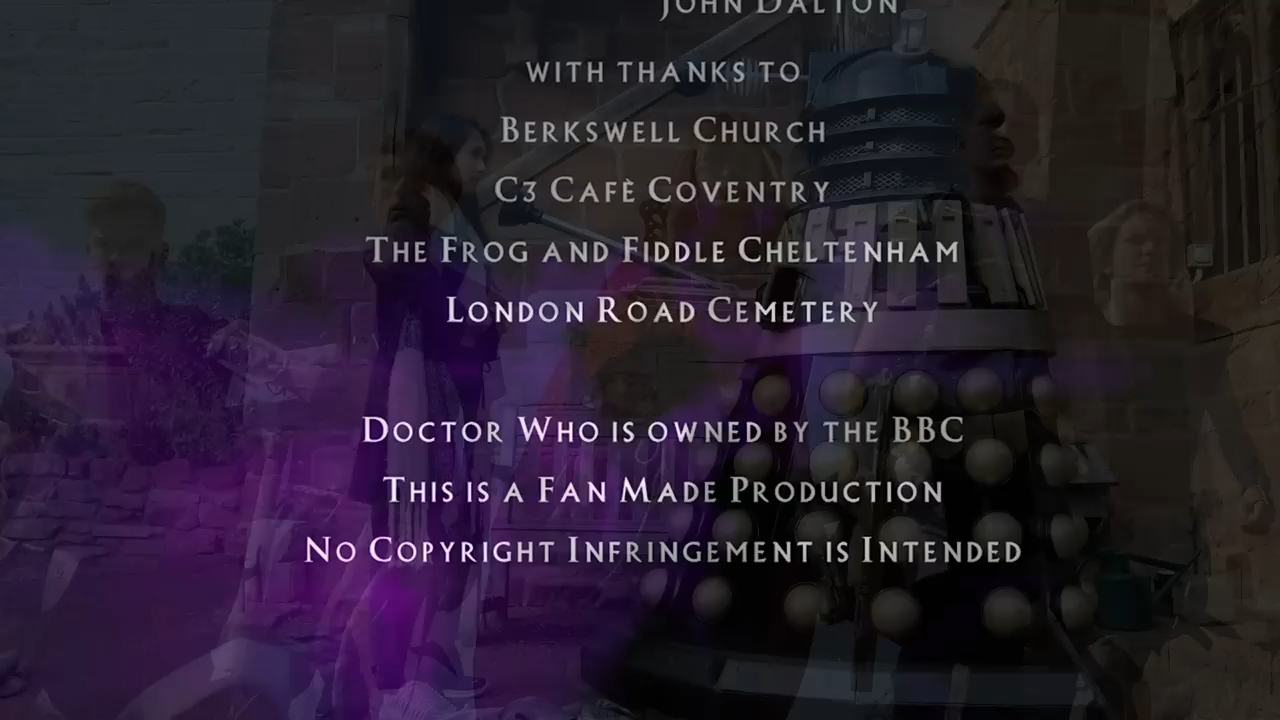 John Dalton
with thanks to
Berkswell Church
C3 Cafè Coventry
The Frog and Fiddle Cheltenham
London Road Cemetery
Doctor Who is owned by the BBC
This is a Fan Made Production
No Copyright Infringement is Intended